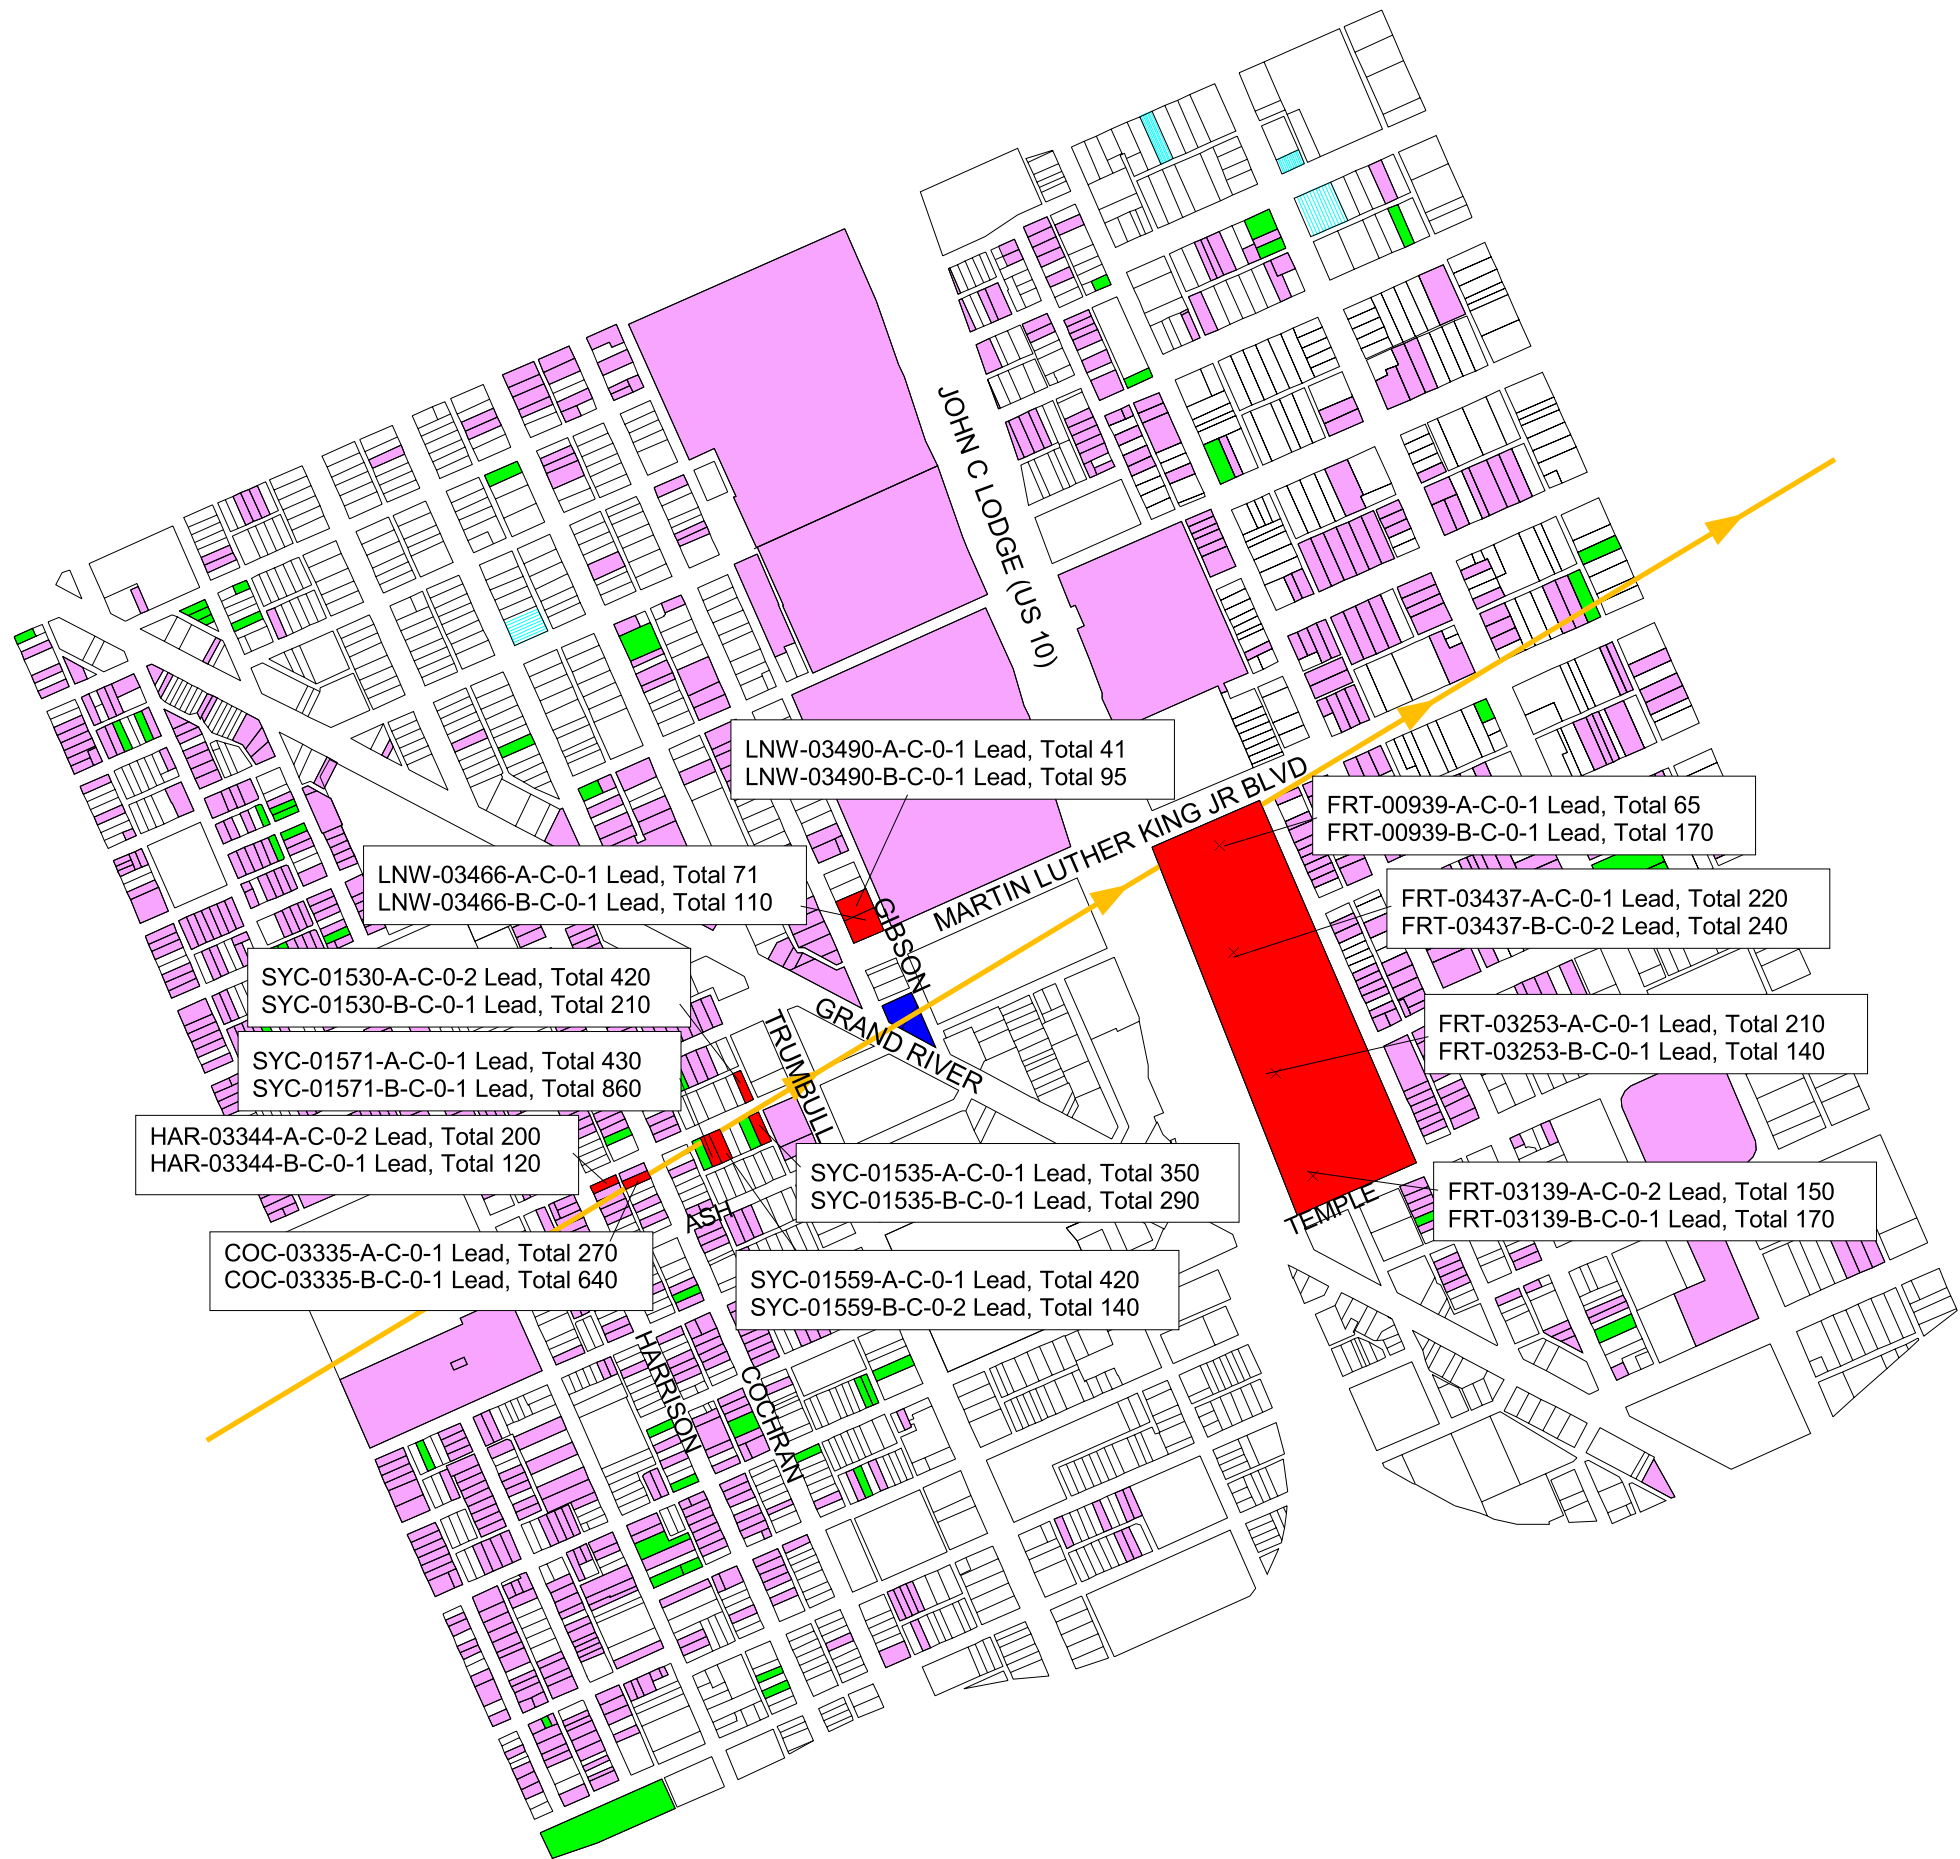 JOHN C LODGE (US 10)
LNW-03490-A-C-0-1 Lead, Total 41
LNW-03490-B-C-0-1 Lead, Total 95
MARTIN LUTHER KING JR BLVD
FRT-00939-A-C-0-1 Lead, Total 65
FRT-00939-B-C-0-1 Lead, Total 170
LNW-03466-A-C-0-1 Lead, Total 71
LNW-03466-B-C-0-1 Lead, Total 110
GIBSON
FRT-03437-A-C-0-1 Lead, Total 220
FRT-03437-B-C-0-2 Lead, Total 240
SYC-01530-A-C-0-2 Lead, Total 420
SYC-01530-B-C-0-1 Lead, Total 210
GRAND RIVER
TRUMBULL
FRT-03253-A-C-0-1 Lead, Total 210
FRT-03253-B-C-0-1 Lead, Total 140
SYC-01571-A-C-0-1 Lead, Total 430
SYC-01571-B-C-0-1 Lead, Total 860
HAR-03344-A-C-0-2 Lead, Total 200
HAR-03344-B-C-0-1 Lead, Total 120
SYC-01535-A-C-0-1 Lead, Total 350
SYC-01535-B-C-0-1 Lead, Total 290
FRT-03139-A-C-0-2 Lead, Total 150
FRT-03139-B-C-0-1 Lead, Total 170
TEMPLE
ASH
COC-03335-A-C-0-1 Lead, Total 270
COC-03335-B-C-0-1 Lead, Total 640
SYC-01559-A-C-0-1 Lead, Total 420
SYC-01559-B-C-0-2 Lead, Total 140
HARRISON
COCHRAN